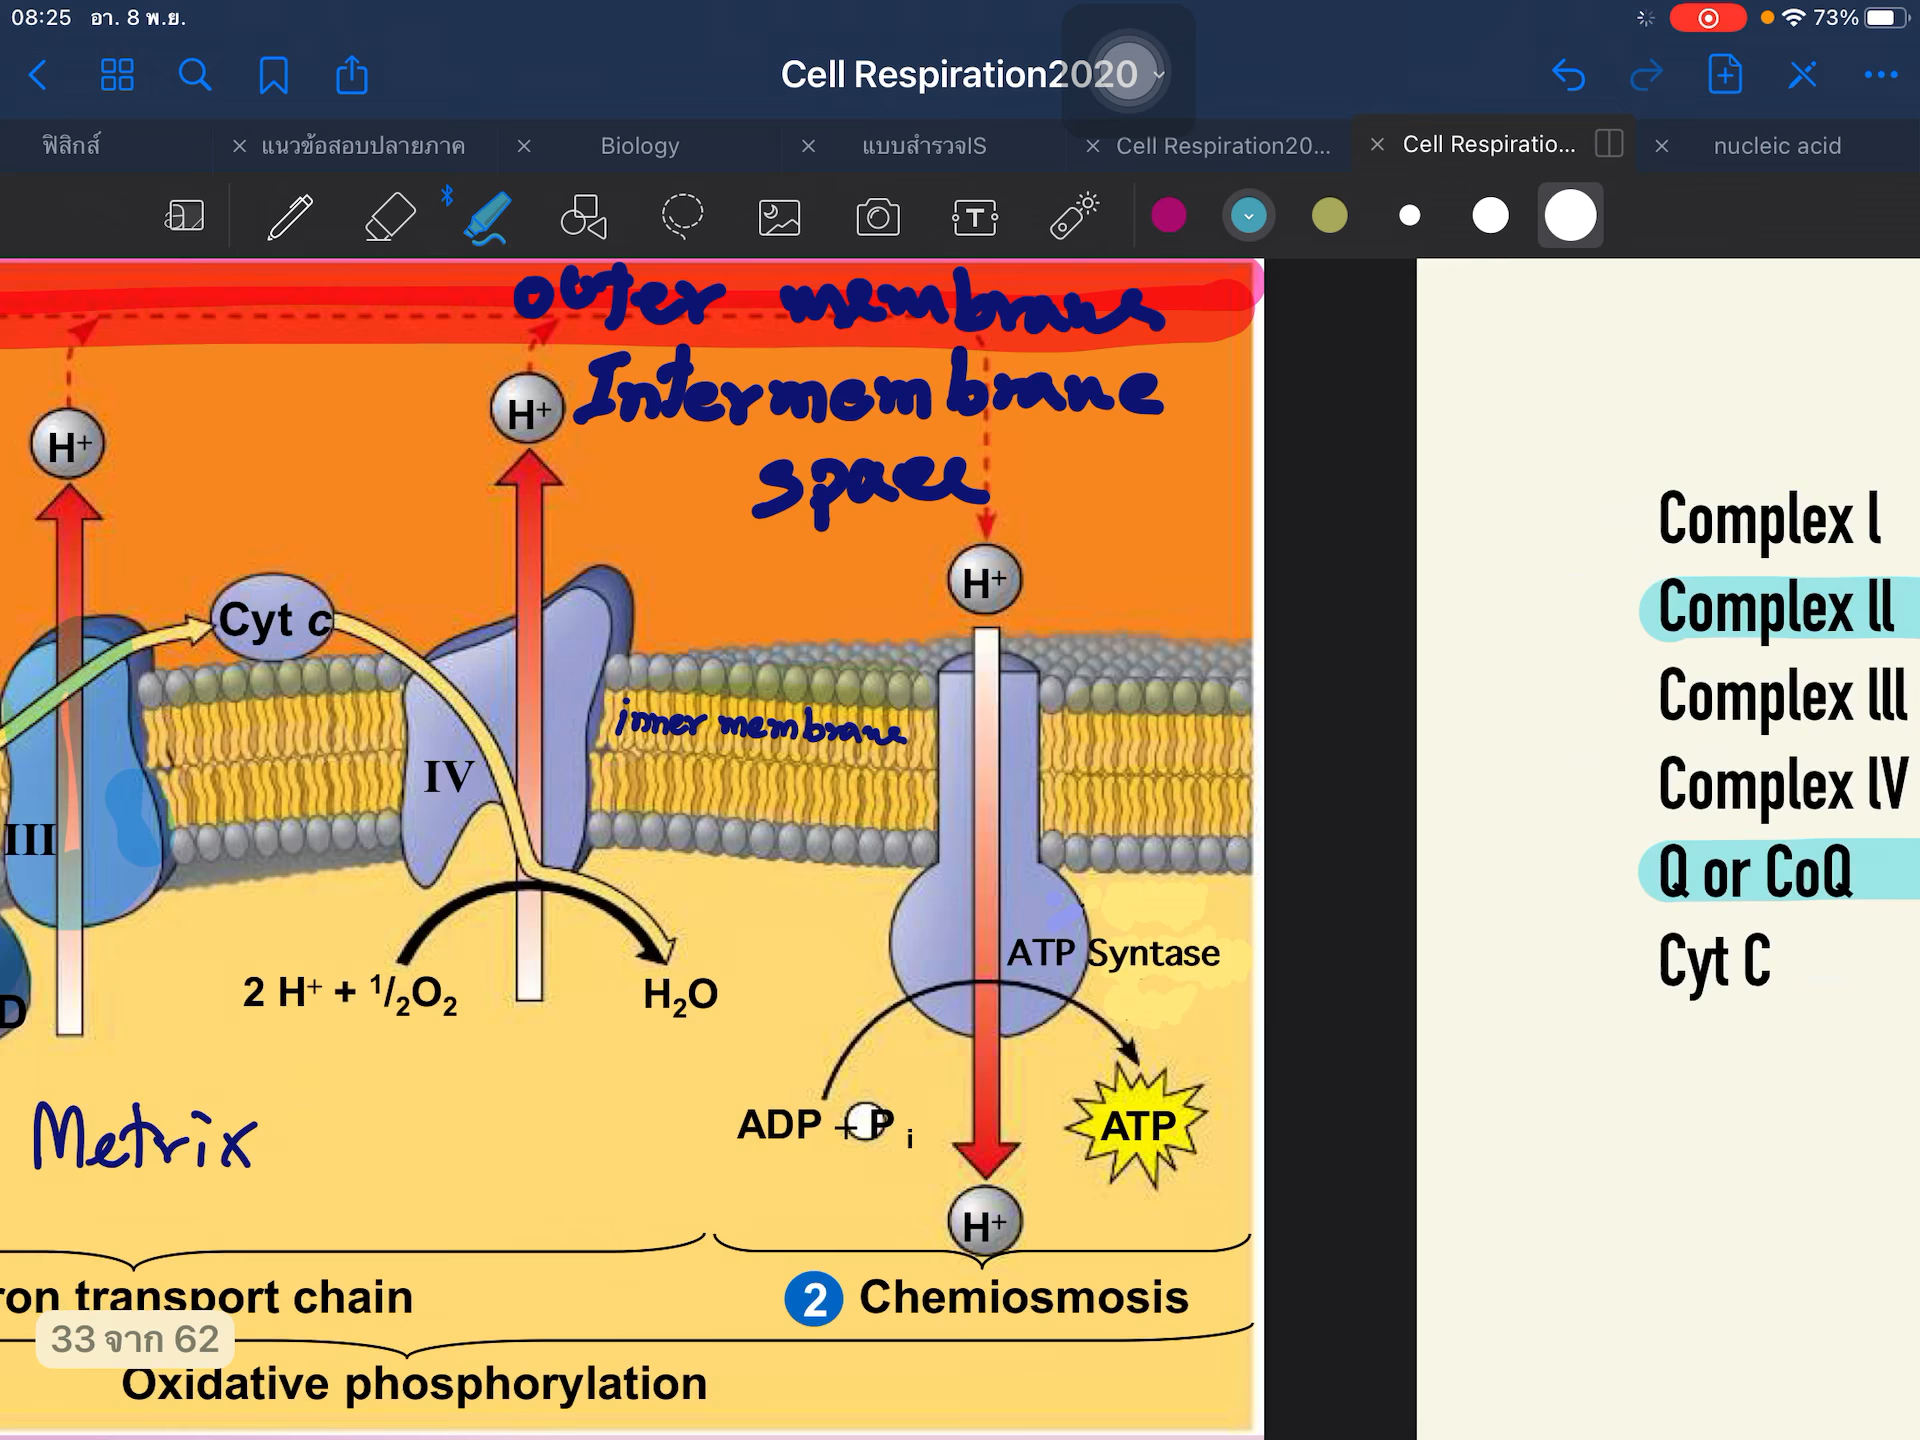 08:25 อา. 8 พ.ย.
73%
Cell Respiration2020
ฟิสิกส์
แนวข้อสอบปลายภาค
Biology
แบบสำรวจIS
Cell Respiration20...
Cell Respiratio...
nucleic acid
outer membrane
Intermembrane
space
H+
H+
H+
Cyt c
inner membrane
IV
III
ATP Syntase
2 H+ + 1/2O2
H2O
D
ADP + P i
ATP
Metrix
H+
ron transport chain
2 Chemiosmosis
33 จาก 62
Oxidative phosphorylation
Complex l
Complex ll
Complex lll
Complex lV
Q or CoQ
Cyt C